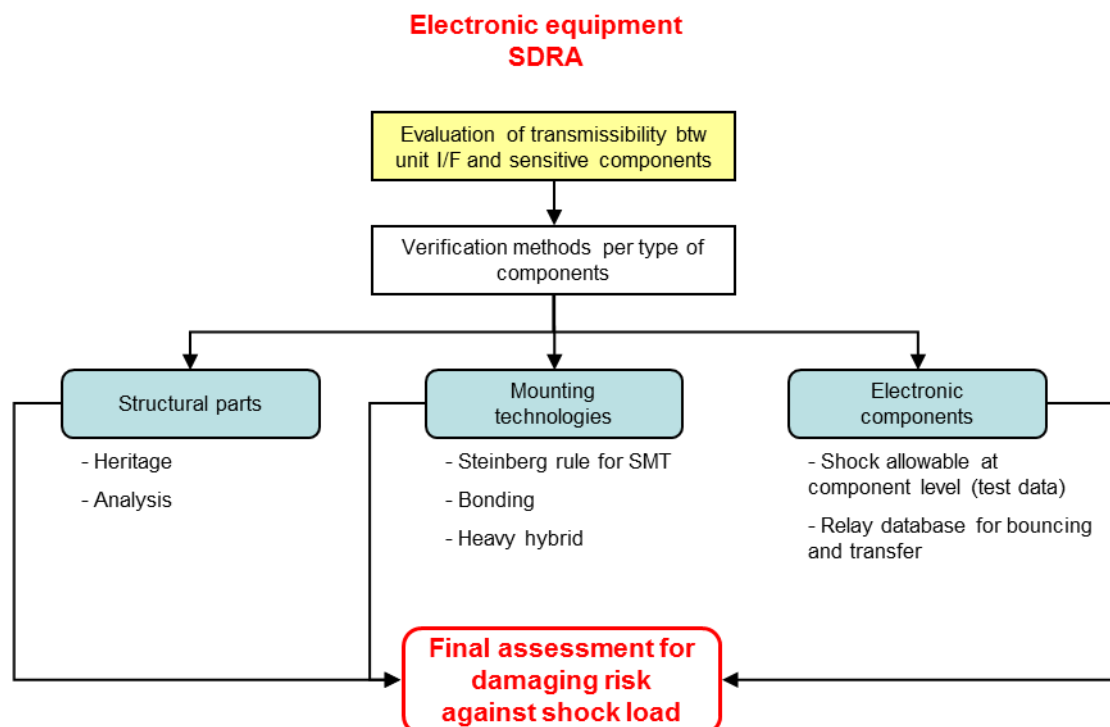 Electronic equipment
SDRA
Evaluation of transmissibility btw
unit I/F and sensitive components
Verification methods per type of
components
Structural parts
- Heritage
- Analysis
Mounting
technologies
- Steinberg rule for SMT
- Bonding
- Heavy hybrid
Electronic
components
- Shock allowable at
component level (test data)
- Relay database for bouncing
and transfer
Final assessment for
damaging risk
against shock load